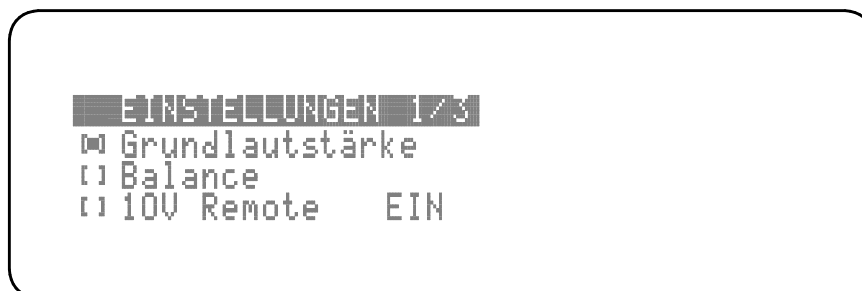 EINSTELLUNGEN 1/3
[■] Grundlautstärke
[ ] Balance
[ ] 10V Remote EIN